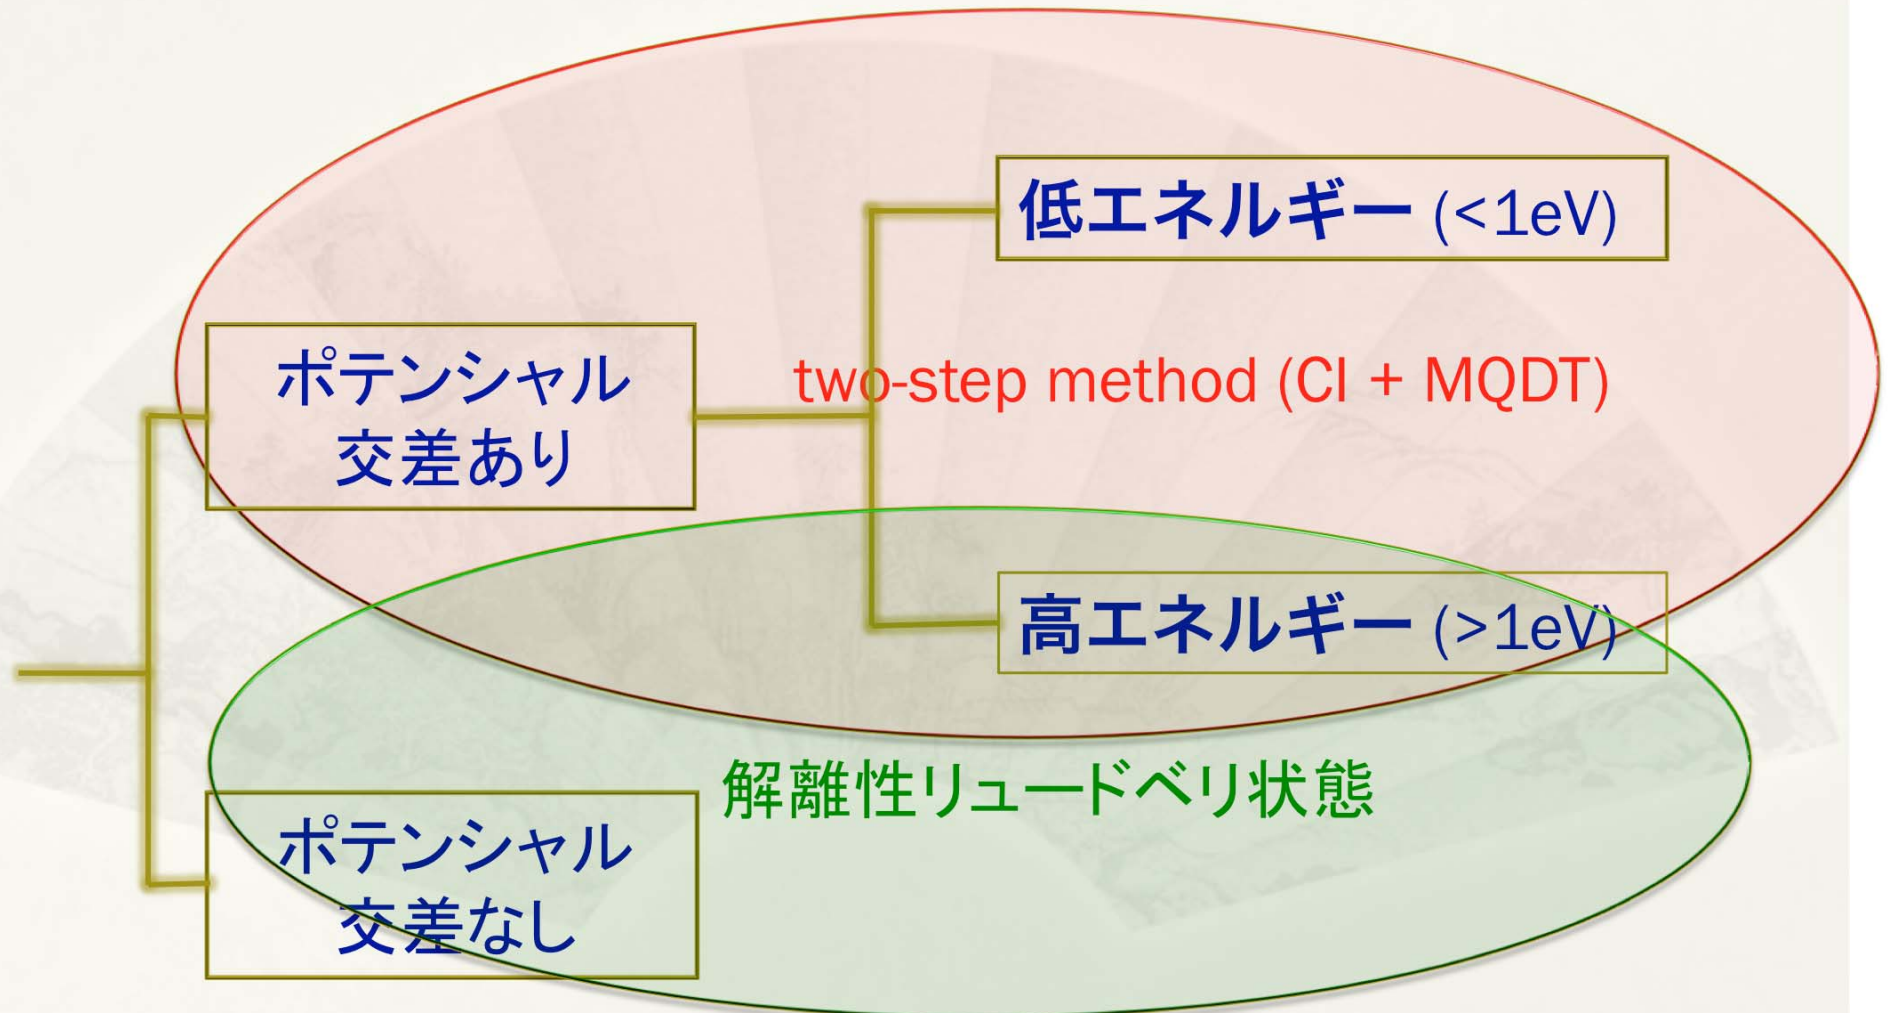 低エネルギー (<1eV)
ポテンシャル
交差あり
two-step method (CI + MQDT)
高エネルギー (>1eV)
解離性リュードベリ状態
ポテンシャル
交差なし